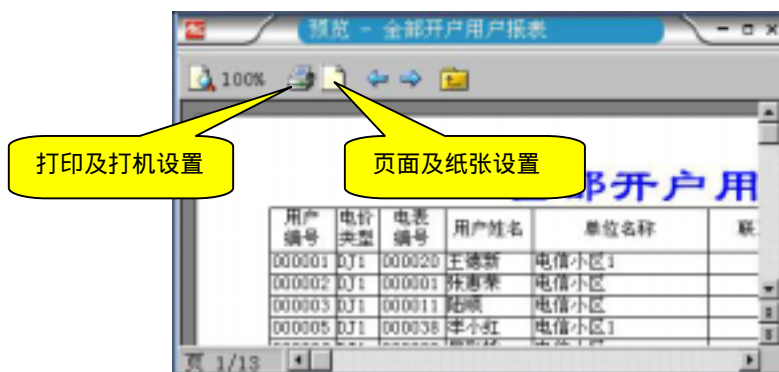 预览 - 全部开户用户报表
100%
打印及打机设置
页面及纸张设置
全部开户用
用户编号 电价类型 电表编号 用户姓名 单位名称 联
000001 DJ1 000020 王德新 电信小区1
000002 DJ1 000001 张惠荣 电信小区
000003 DJ1 000011 陆顺 电信小区
000005 DJ1 000038 李小红 电信小区1
页 1/13